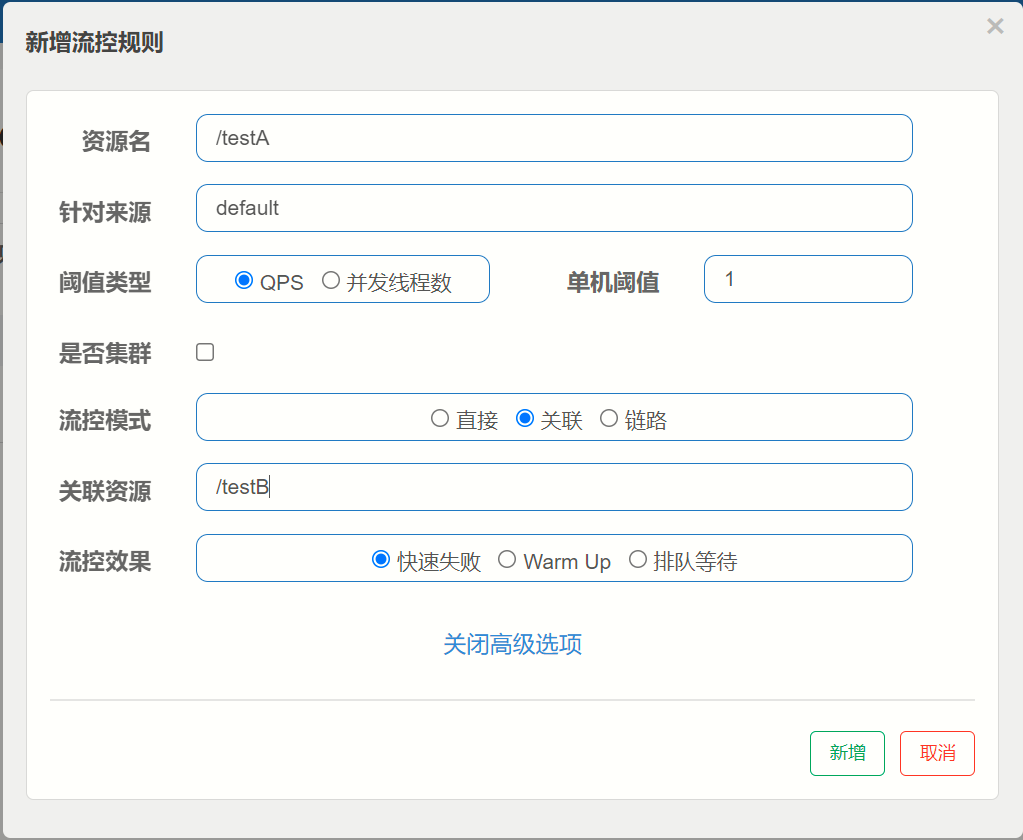 新增流控规则
×
资源名 /testA
针对来源 default
阈值类型 QPS 并发线程数 单机阈值 1
是否集群
流控模式 直接 关联 链路
关联资源 /testB
流控效果 快速失败 Warm Up 排队等待
关闭高级选项
新增 取消